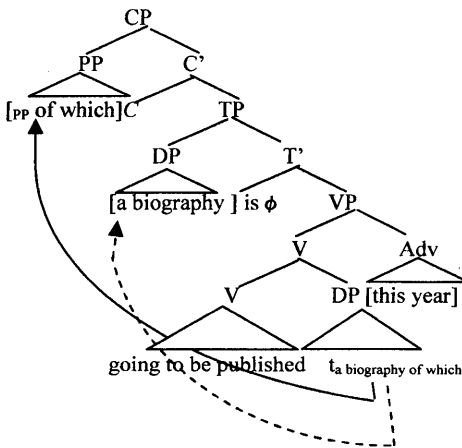 CP
PP C'
[PP of which]C TP
DP T'
[a biography ] is ϕ VP
V Adv
V DP [this year]
going to be published ta biography of which